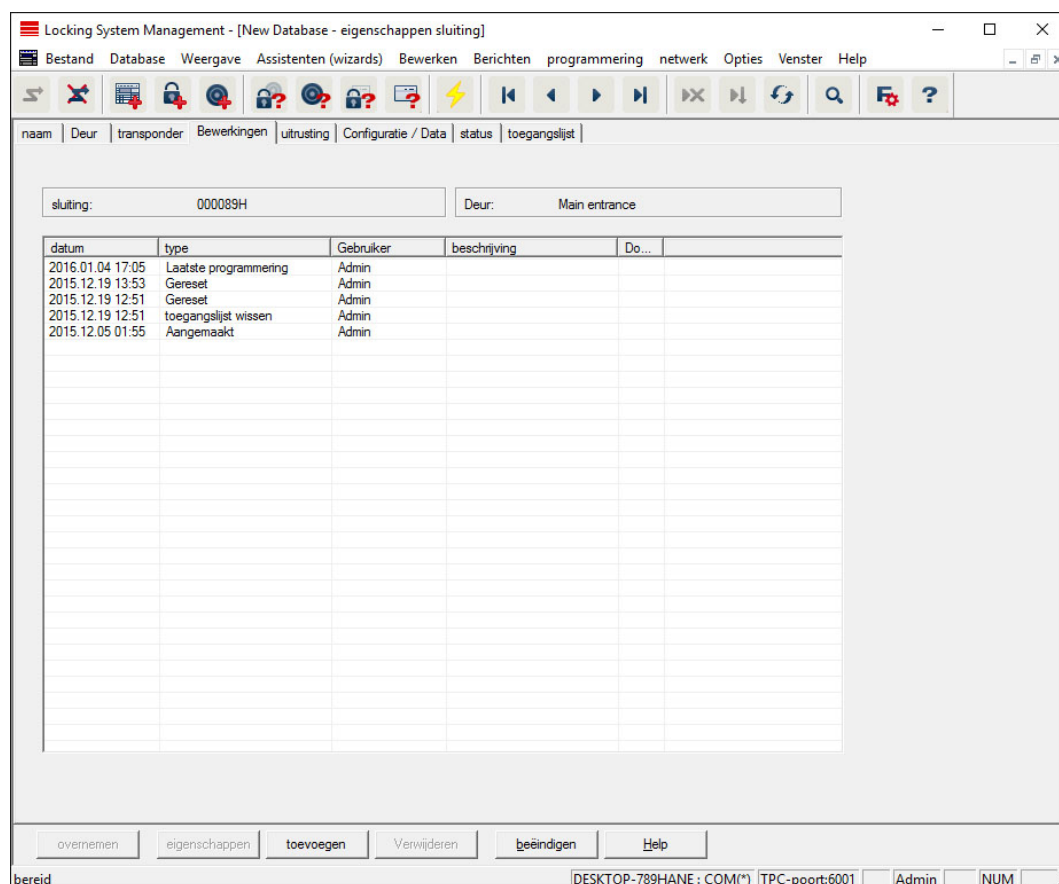 Locking System Management - [New Database - eigenschappen sluiting]
Bestand Database Weergave Assistenten (wizards) Bewerken Berichten programmering netwerk Opties Venster Help
naam Deur transponder Bewerkingen uitrusting Configuratie / Data status toegangslijst
sluiting: 000089H Deur: Main entrance
datum type Gebruiker beschrijving Do...
2016.01.04 17:05 Laatste programmering Admin
2015.12.19 13:53 Gereset Admin
2015.12.19 12:51 Gereset Admin
2015.12.19 12:51 toegangslijst wissen Admin
2015.12.05 01:55 Aangemaakt Admin
overnemen eigenschappen toevoegen Verwijderen beëindigen Help
bereid DESKTOP-789HANE : COM(*) TPC-poort:6001 Admin NUM